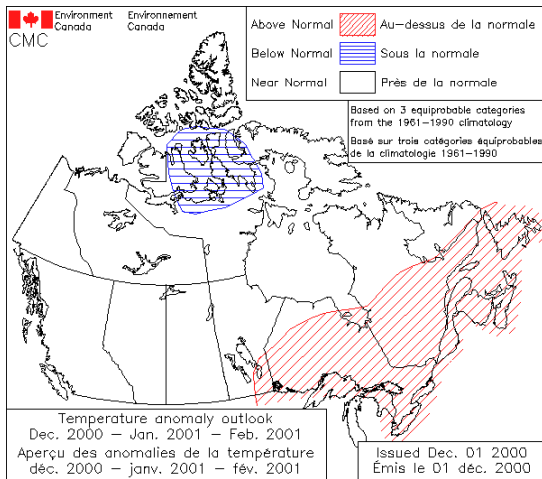 Environment Canada
Environnement Canada
CMC
Above Normal Au-dessus de la normale
Below Normal Sous la normale
Near Normal Près de la normale
Based on 3 equiprobable categories
from the 1961-1990 climatology
Basé sur trois catégories équiprobables
de la climatologie 1961-1990
Temperature anomaly outlook
Dec. 2000 - Jan. 2001 - Feb. 2001
Aperçu des anomalies de la température
déc. 2000 - janv. 2001 - fév. 2001
Issued Dec. 01 2000
Émis le 01 déc. 2000